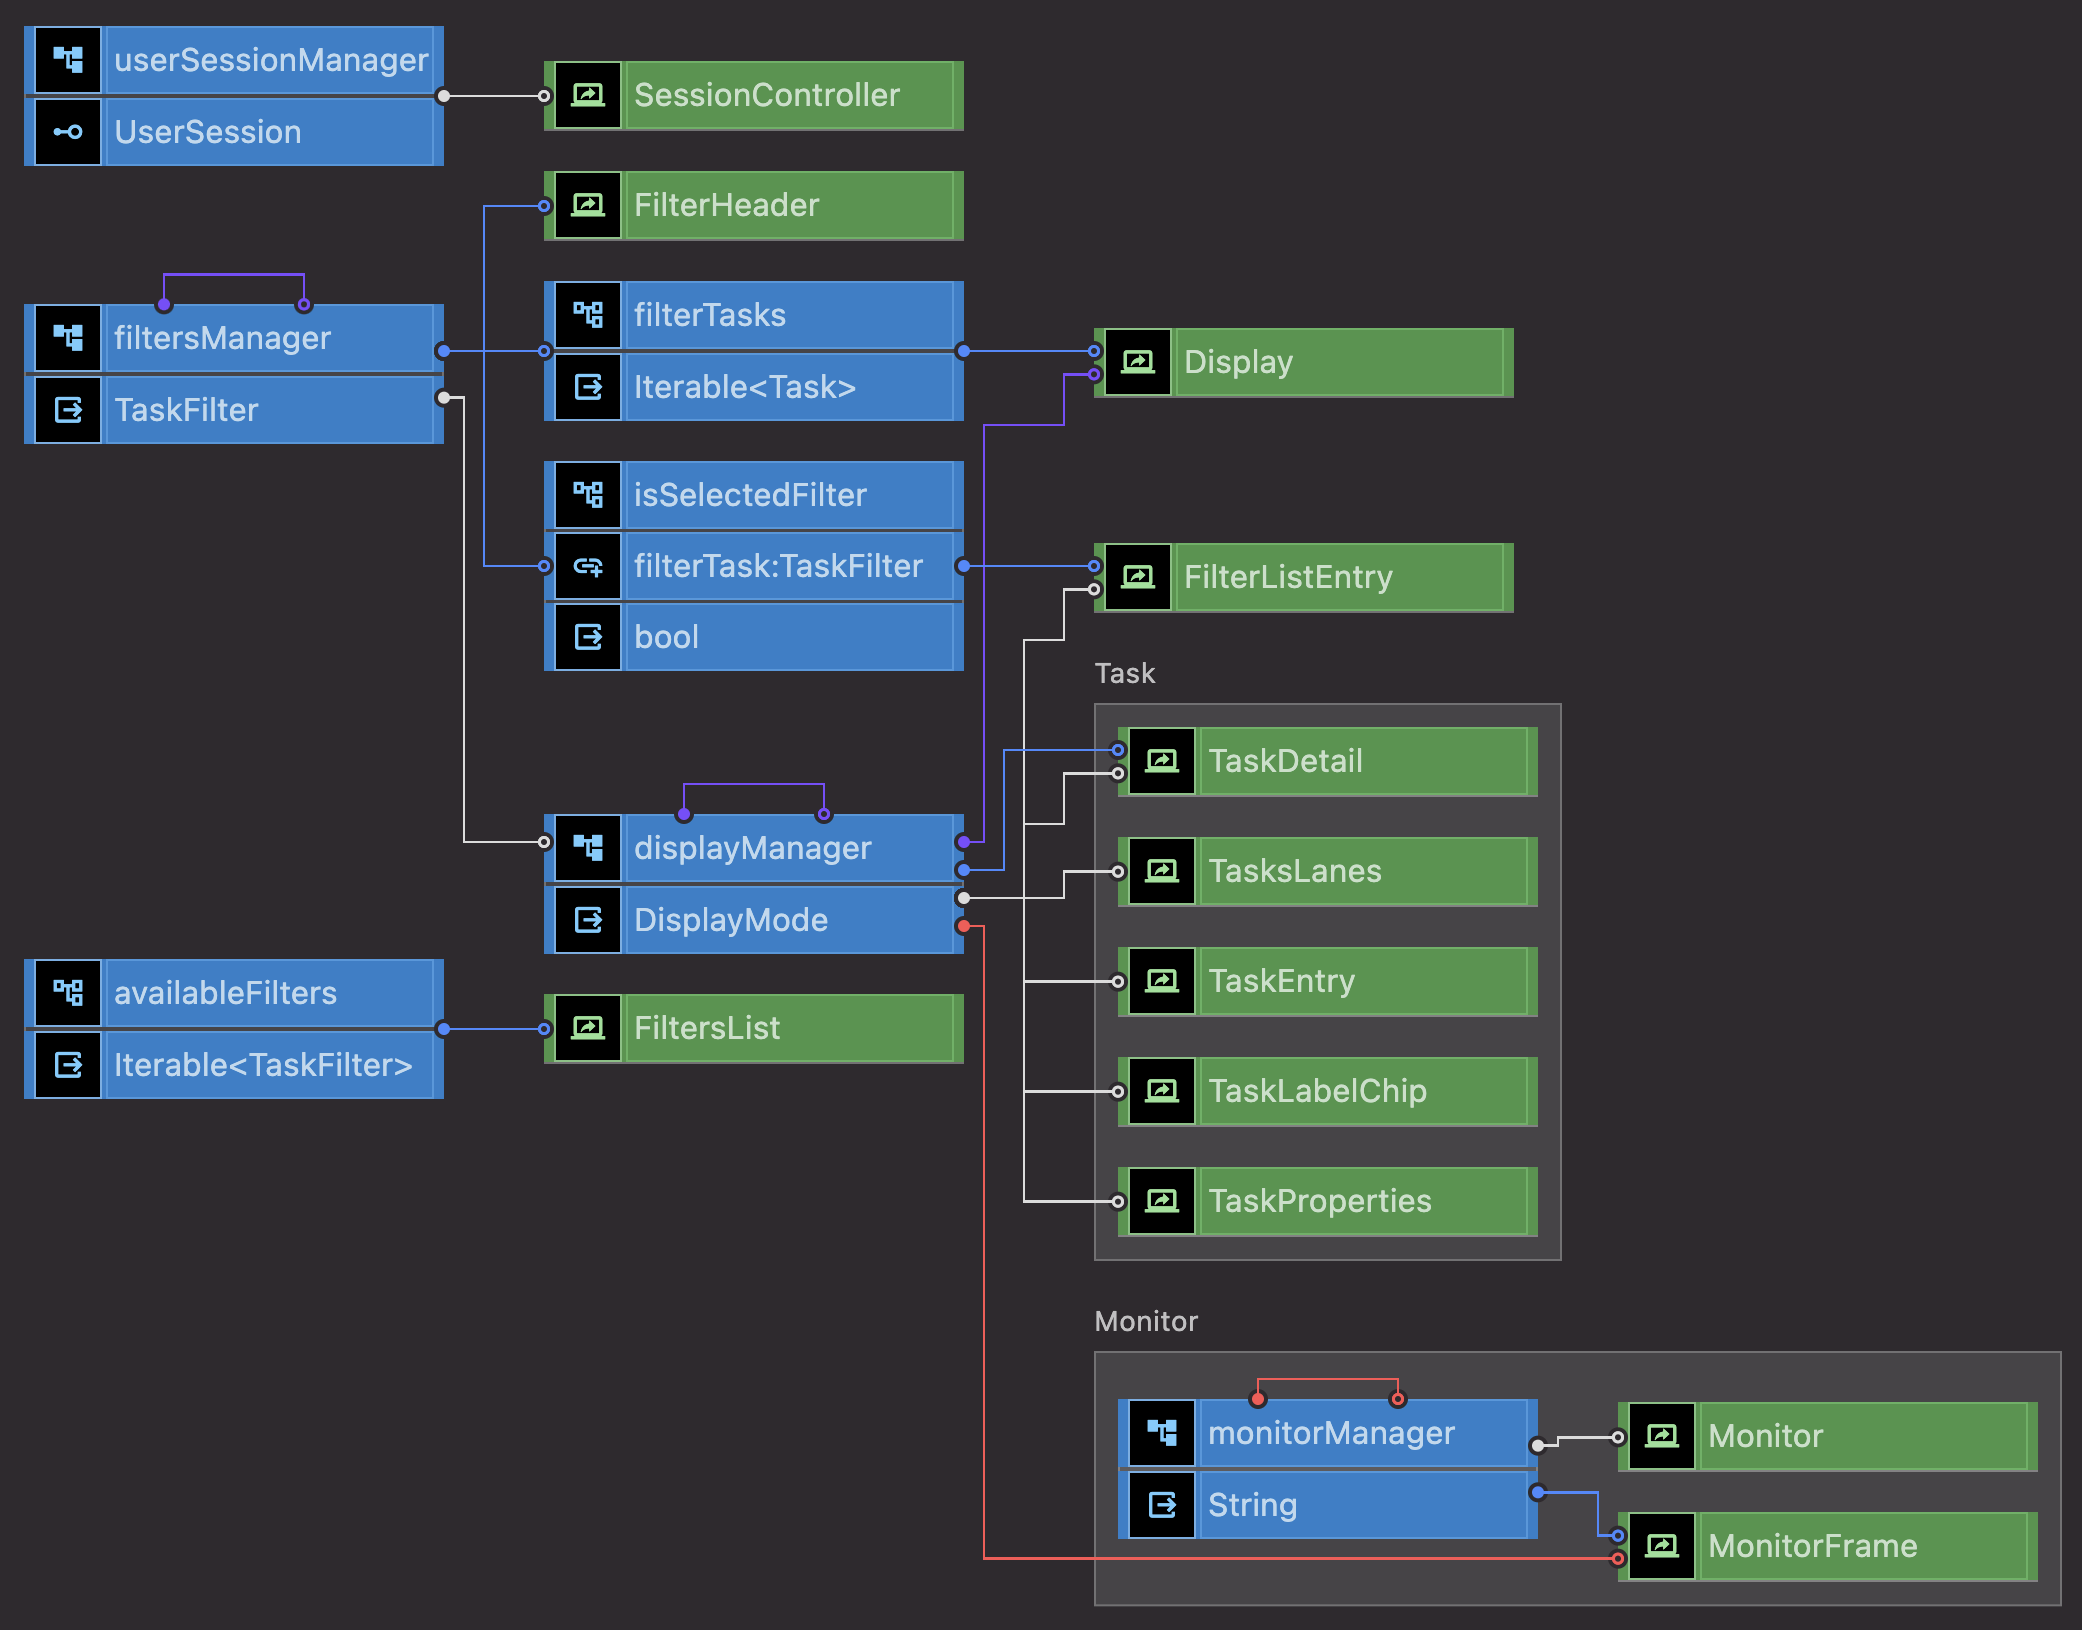 userSessionManager
UserSession
SessionController
FilterHeader
filtersManager
TaskFilter
filterTasks
Iterable<Task>
Display
isSelectedFilter
filterTask:TaskFilter
bool
FilterListEntry
Task
TaskDetail
TasksLanes
TaskEntry
TaskLabelChip
TaskProperties
displayManager
DisplayMode
availableFilters
Iterable<TaskFilter>
FiltersList
Monitor
monitorManager
String
Monitor
MonitorFrame